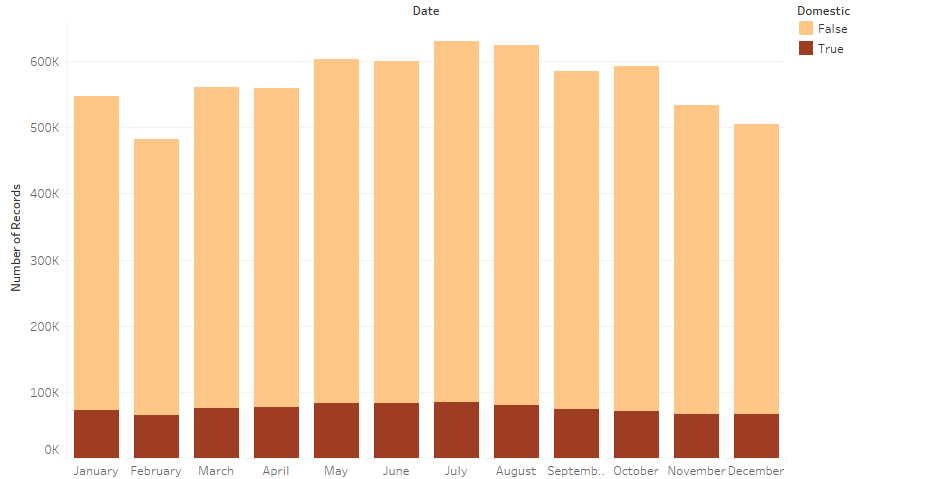 Date
Domestic
False
True
Number of Records
600K
500K
400K
300K
200K
100K
0K
January February March April May June July August Septemb.. October November December